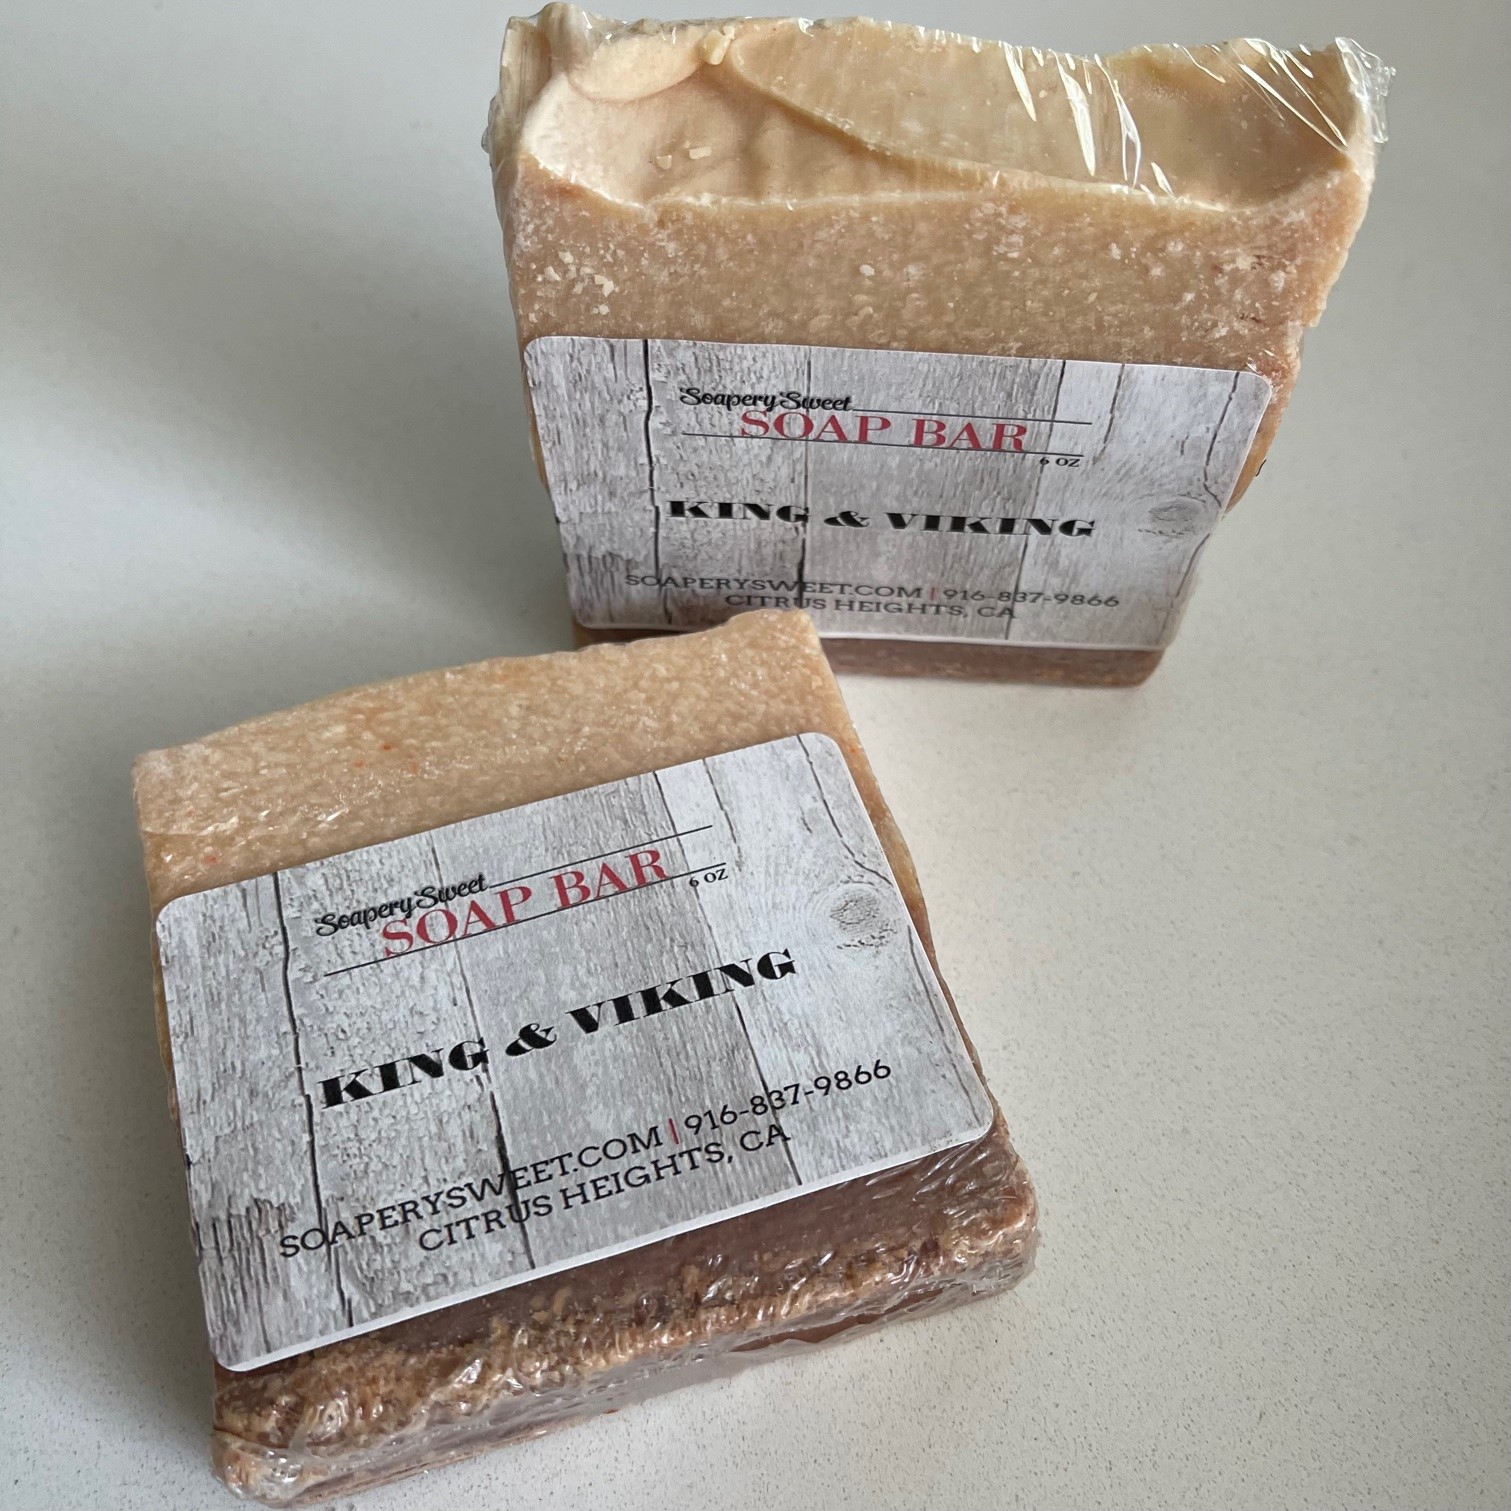 Soapery Sweet
SOAP BAR
6 OZ
KING & VIKING
SOAPERYSWEET.COM | 916-837-9866
CITRUS HEIGHTS, CA
Soapery Sweet
SOAP BAR
6 OZ
KING & VIKING
SOAPERYSWEET.COM | 916-837-9866
CITRUS HEIGHTS, CA